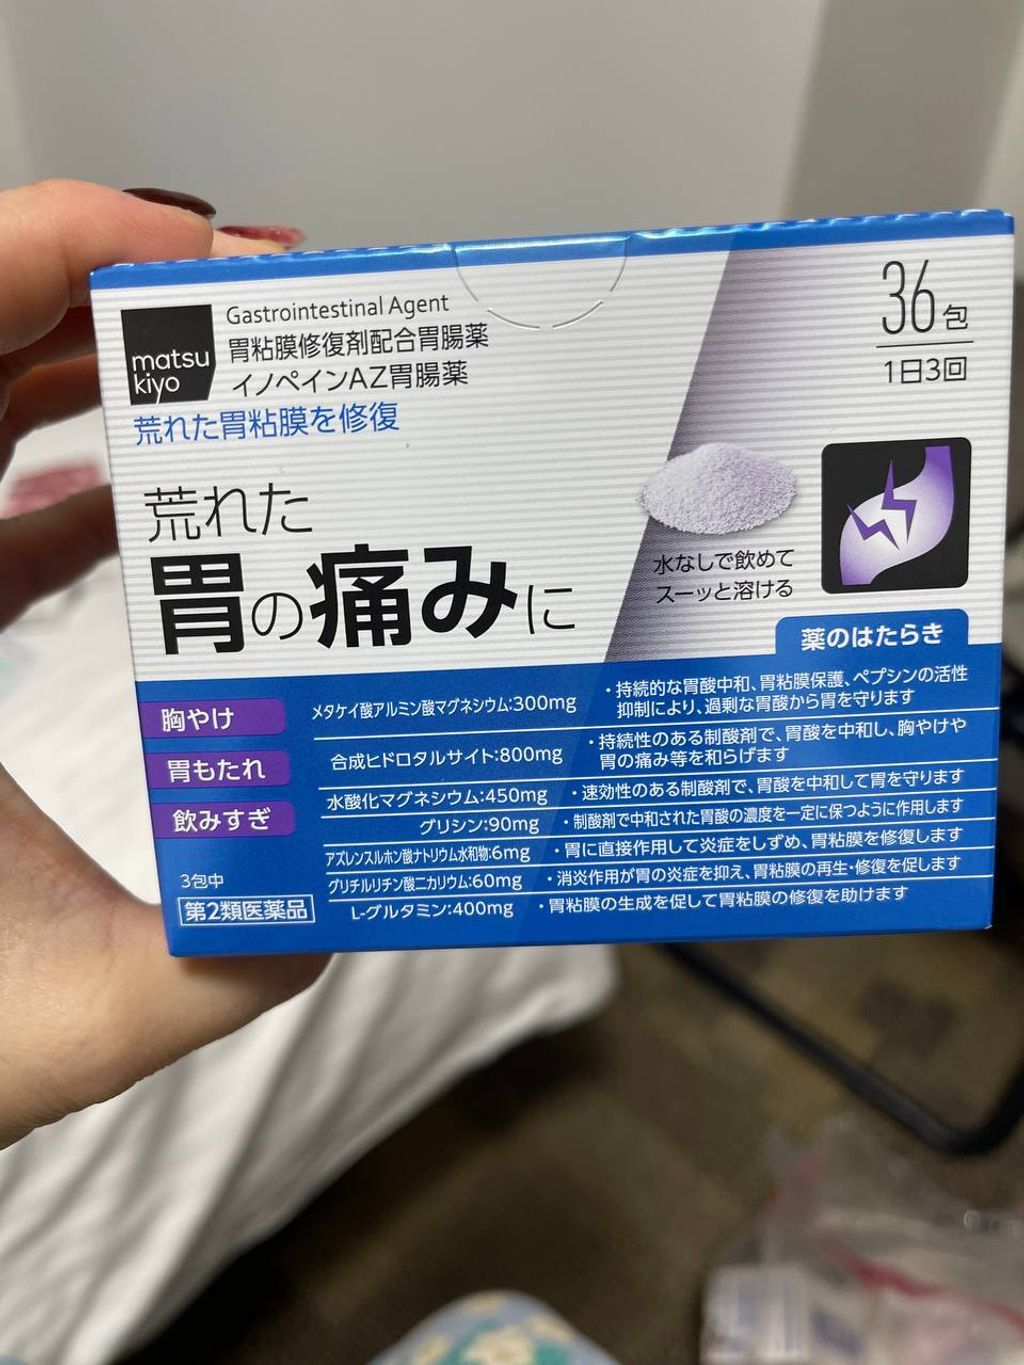 matsu
kiyo
Gastrointestinal Agent
胃粘膜修復剤配合胃腸薬
イノペインAZ胃腸薬
荒れた胃粘膜を修復
36包
1日3回
荒れた
胃の痛みに
水なしで飲めて
スーッと溶ける
薬のはたらき
胸やけ
胃もたれ
飲みすぎ
3包中
第2類医薬品
メタケイ酸アルミン酸マグネシウム:300mg
・持続的な胃酸中和、胃粘膜保護、ペプシンの活性
抑制により、過剰な胃酸から胃を守ります
合成ヒドロタルサイト:800mg
・持続性のある制酸剤で、胃酸を中和し、胸やけや
胃の痛み等を和らげます
水酸化マグネシウム:450mg
・速効性のある制酸剤で、胃酸を中和して胃を守ります
グリシン:90mg
・制酸剤で中和された胃酸の濃度を一定に保つように作用します
アズレンスルホン酸ナトリウム水和物:6mg
・胃に直接作用して炎症をしずめ、胃粘膜を修復します
グリチルリチン酸二カリウム:60mg
・消炎作用が胃の炎症を抑え、胃粘膜の再生・修復を促します
L-グルタミン:400mg
・胃粘膜の生成を促して胃粘膜の修復を助けます